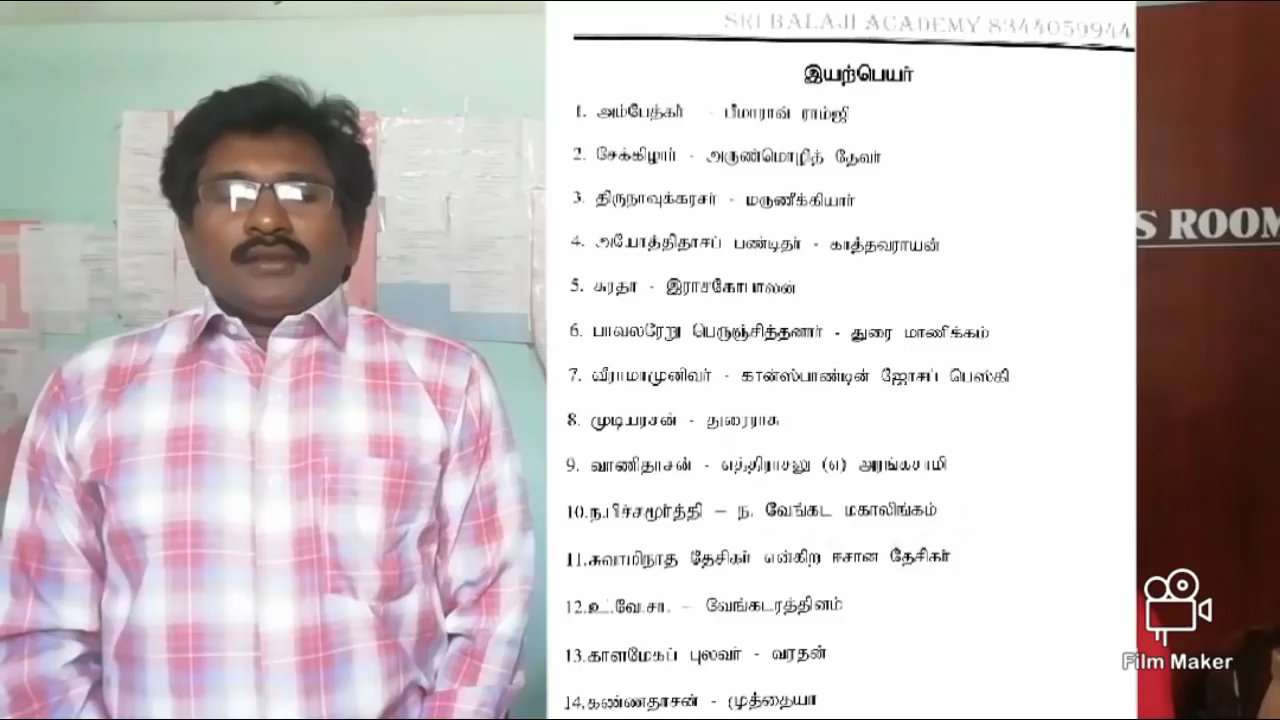 SRI BALAJI ACADEMY 8344059944
இயற்பெயர்
1. அம்பேத்கர் - பீமாராவ் ராம்ஜி
2. சேக்கிழார் - அருண்மொழித் தேவர்
3. திருநாவுக்கரசர் - மருணீக்கியார்
4. அயோத்திதாசப் பண்டிதர் - காத்தவராயன்
5. சுரதா - இராசகோபாலன்
6. பாவலரேறு பெருஞ்சித்தனார் - துரை மாணிக்கம்
7. வீராமாமுனிவர் - கான்ஸ்பாண்டின் ஜோசப் பெஸ்கி
8. முடியரசன் - துரைராசு
9. வாணிதாசன் - எத்திராசலு (எ) அரங்கசாமி
10.ந.பிச்சமூர்த்தி – ந. வேங்கட மகாலிங்கம்
11.சுவாமிநாத தேசிகர் என்கிற ஈசான தேசிகர்
12.உ.வே.சா. – வேங்கடரத்தினம்
13.காளமேகப் புலவர் - வரதன்
14.கண்ணதாசன் - முத்தையா
S ROOM
Film Maker